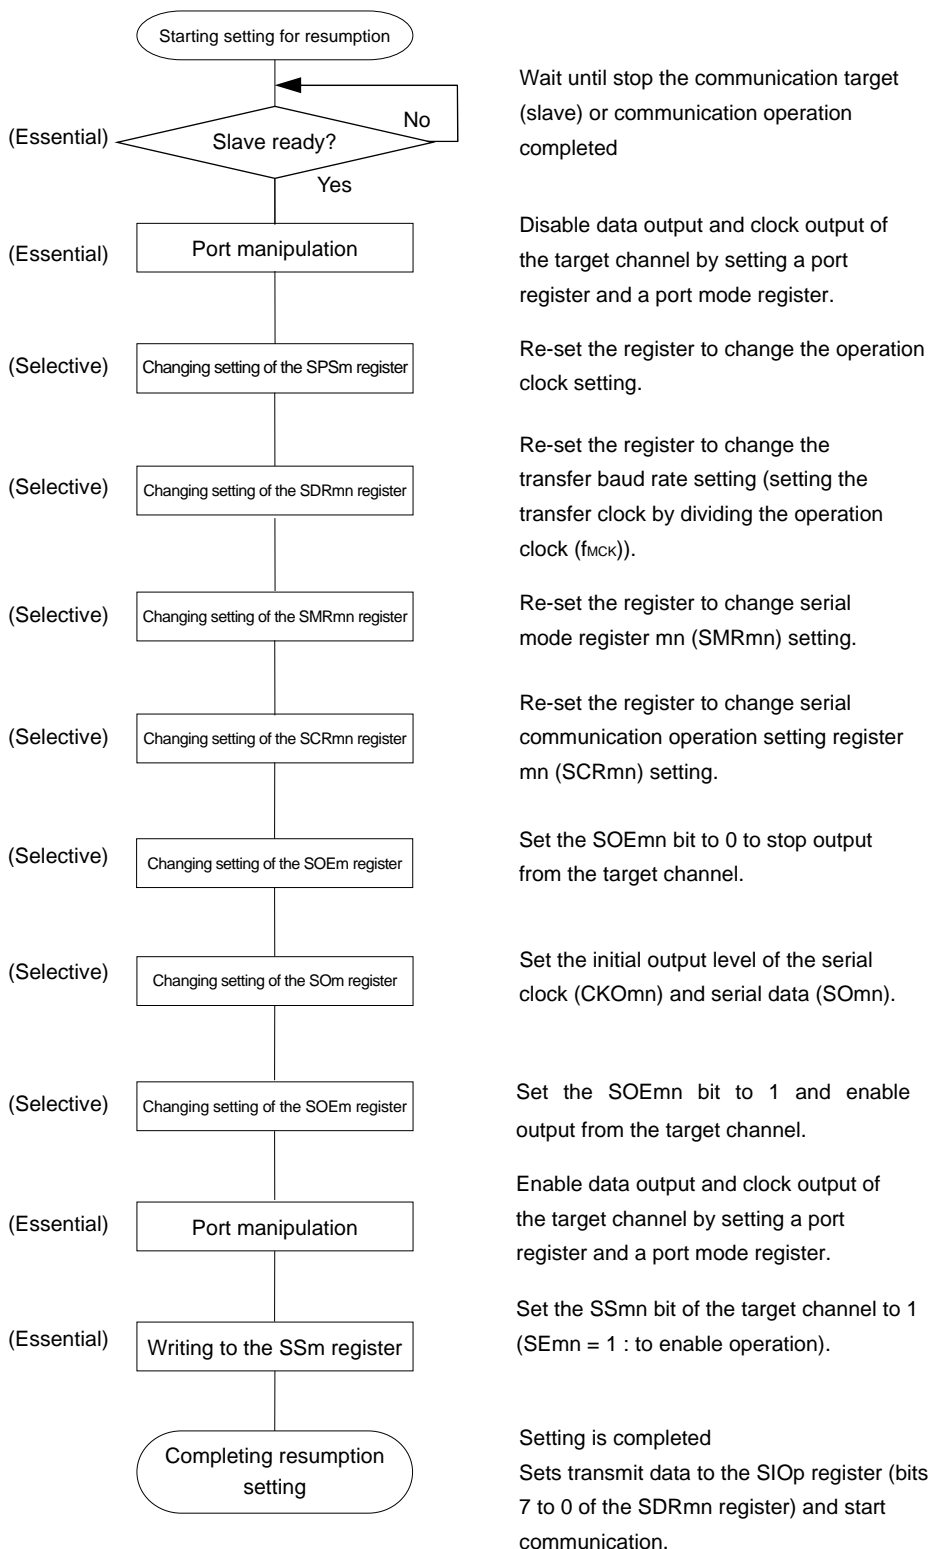 Starting setting for resumption
Wait until stop the communication target
(slave) or communication operation
completed
No
(Essential)
Slave ready?
Yes
(Essential)
Port manipulation
Disable data output and clock output of
the target channel by setting a port
register and a port mode register.
(Selective)
Changing setting of the SPSm register
Re-set the register to change the operation
clock setting.
(Selective)
Changing setting of the SDRmn register
Re-set the register to change the
transfer baud rate setting (setting the
transfer clock by dividing the operation
clock (fMCK)).
(Selective)
Changing setting of the SMRmn register
Re-set the register to change serial
mode register mn (SMRmn) setting.
(Selective)
Changing setting of the SCRmn register
Re-set the register to change serial
communication operation setting register
mn (SCRmn) setting.
(Selective)
Changing setting of the SOEm register
Set the SOEmn bit to 0 to stop output
from the target channel.
(Selective)
Changing setting of the SOm register
Set the initial output level of the serial
clock (CKOmn) and serial data (SOmn).
(Selective)
Changing setting of the SOEm register
Set the SOEmn bit to 1 and enable
output from the target channel.
(Essential)
Port manipulation
Enable data output and clock output of
the target channel by setting a port
register and a port mode register.
(Essential)
Writing to the SSm register
Set the SSmn bit of the target channel to 1
(SEmn = 1 : to enable operation).
Completing resumption
setting
Setting is completed
Sets transmit data to the SIOp register (bits
7 to 0 of the SDRmn register) and start
communication.